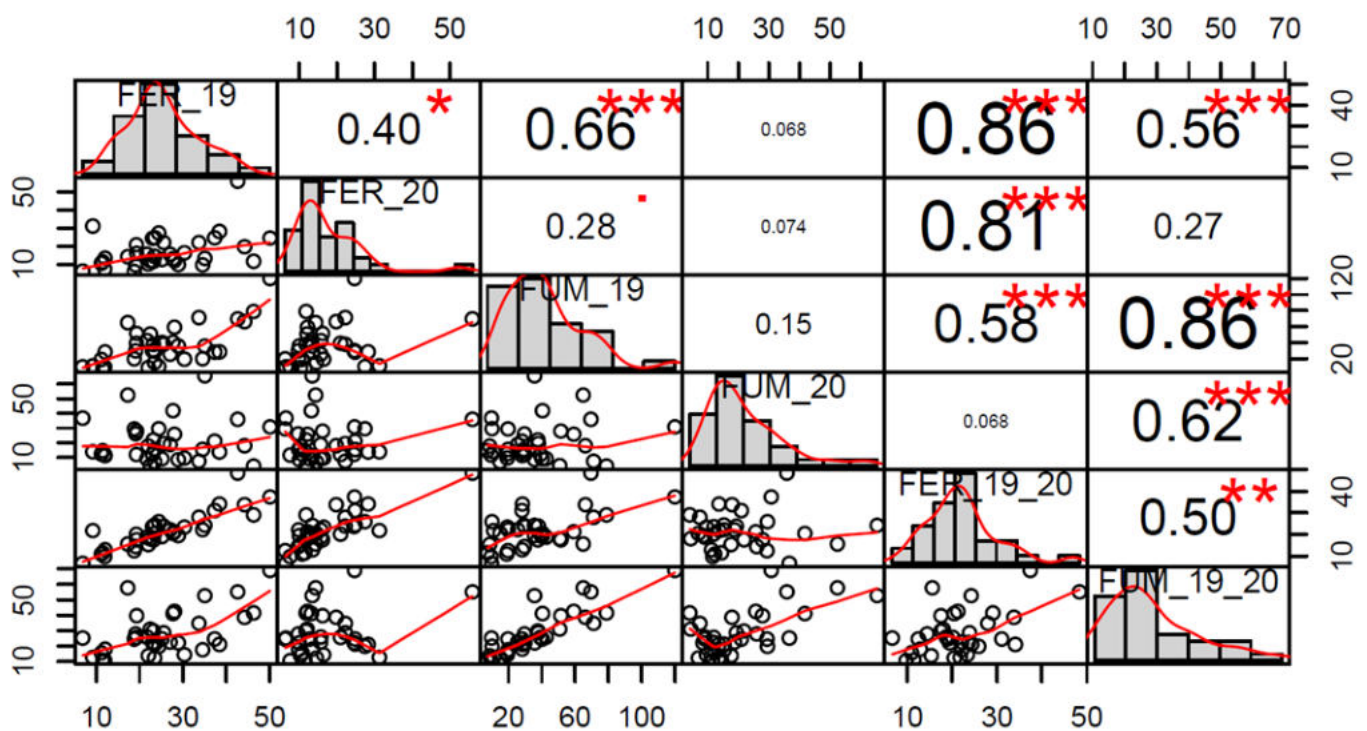 10 30 50 10 30 50 10 30 50 70
FER_19 0.40 * 0.66 *** 0.068 0.86 *** 0.56 *** 10 40
50 10 FER_20 0.28 . 0.074 0.81 *** 0.27
FUM_19 0.15 0.58 *** 0.86 *** 20 120
50 10 FUM_20 0.068 0.62 ***
FER_19_20 0.50 ** 10 40
50 10 FUM_19_20
10 30 50 20 60 100 10 30 50